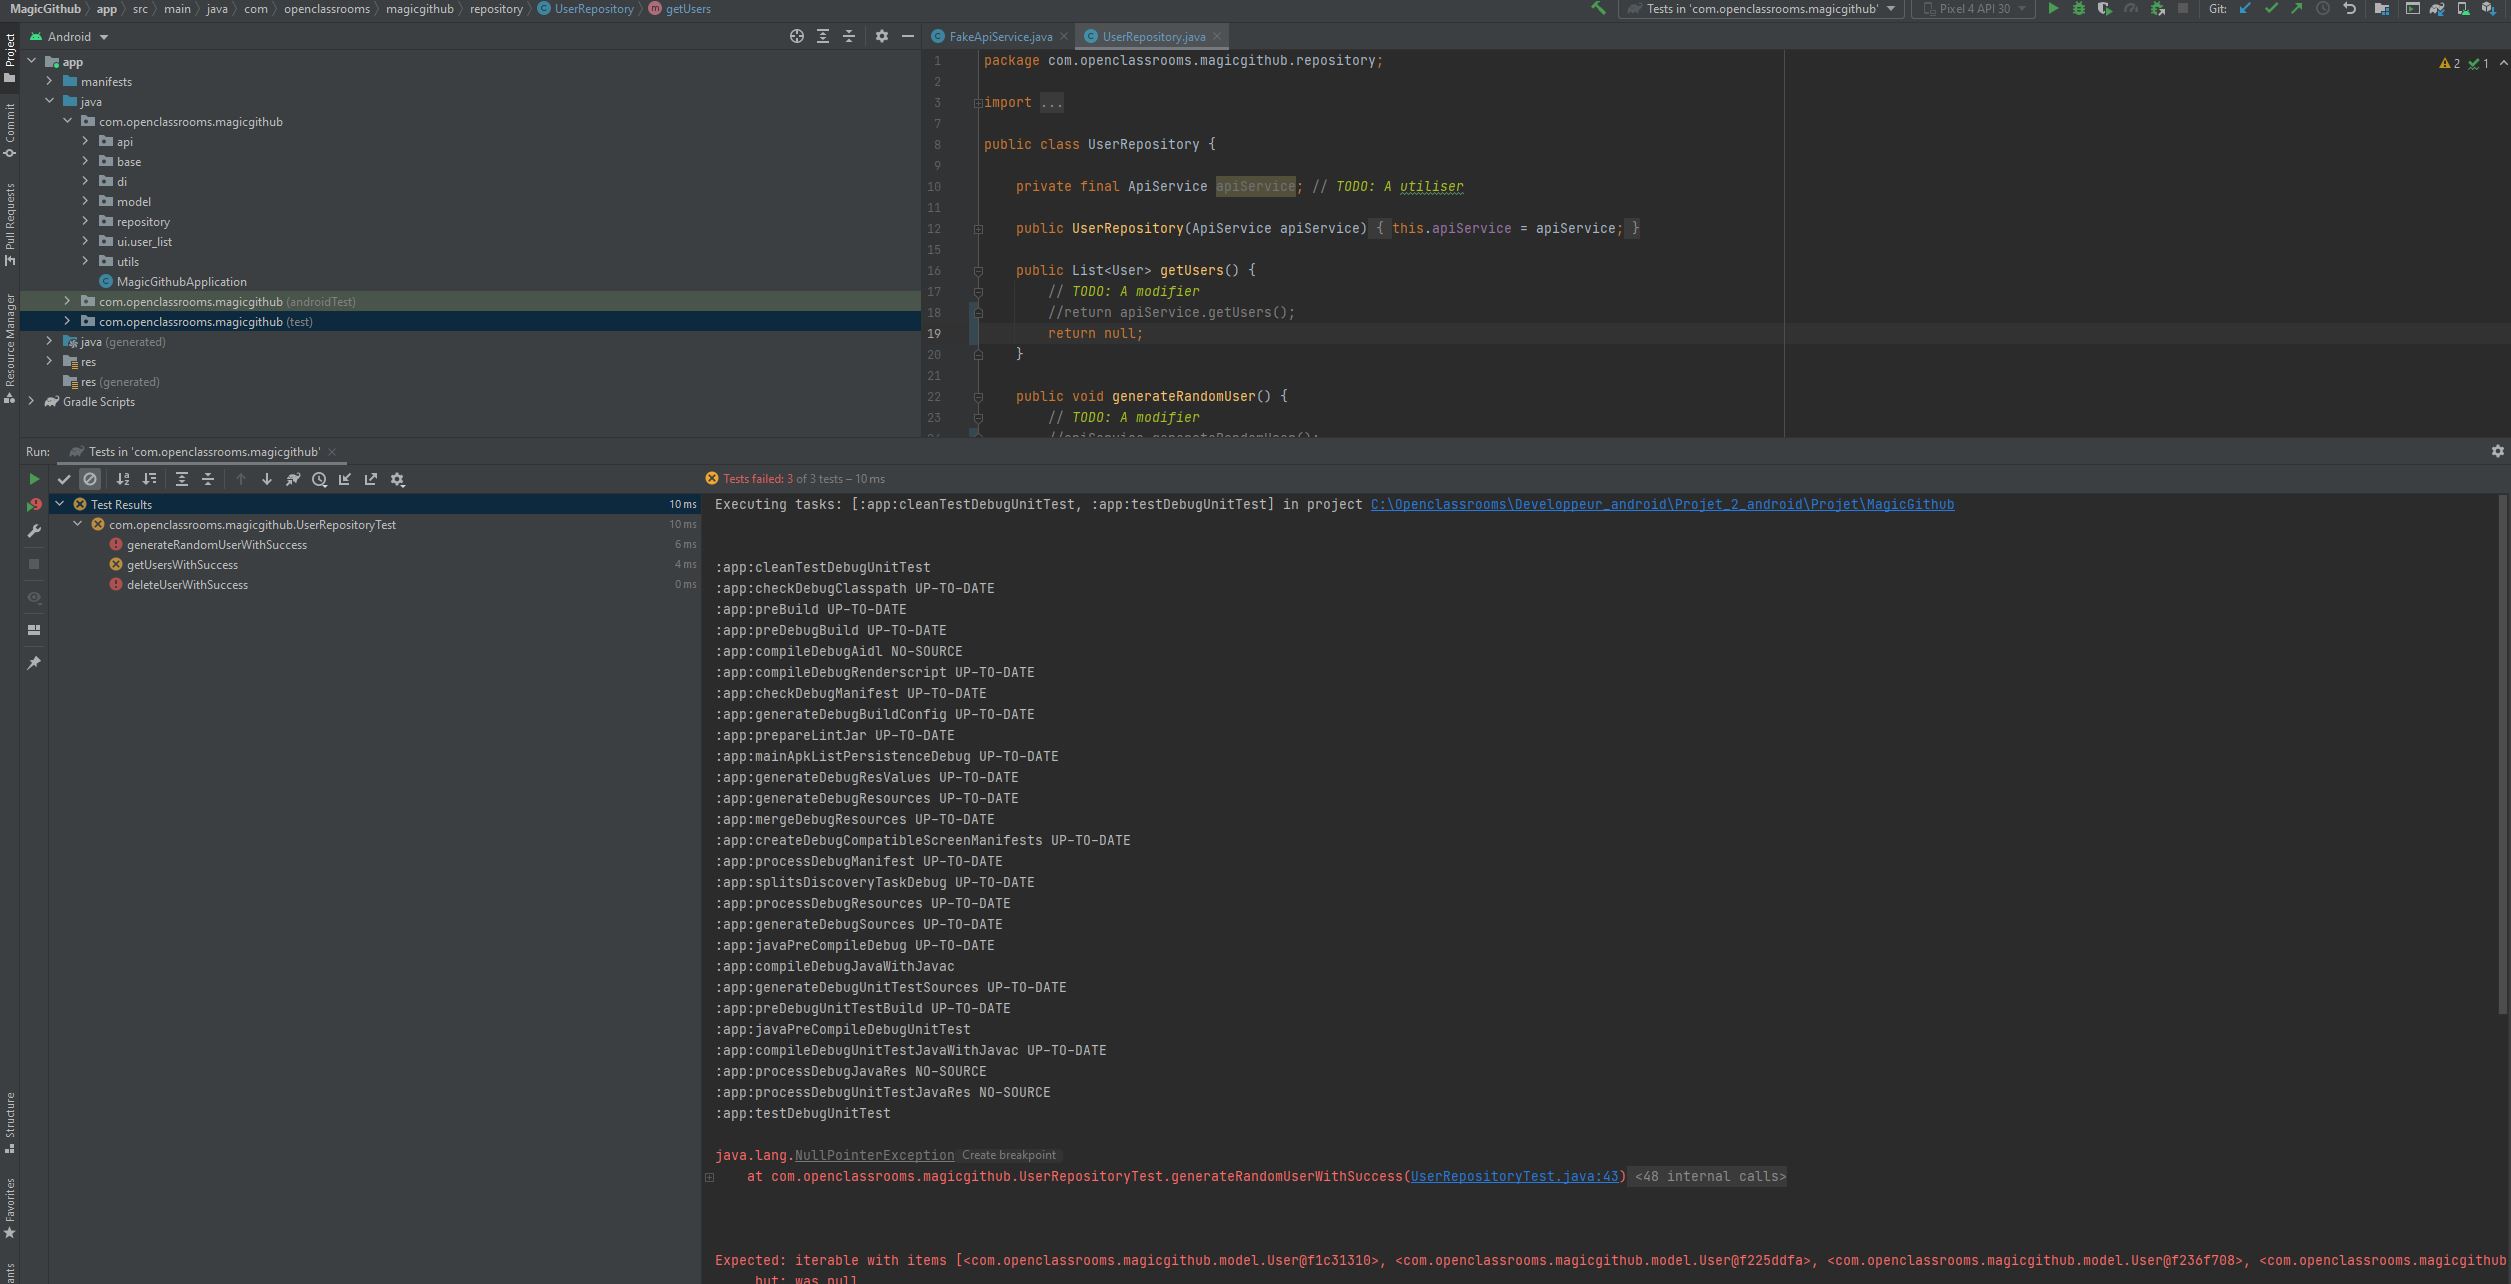 MagicGithub app src main java com openclassrooms magicgithub repository UserRepository getUsers
Tests in 'com.openclassrooms.magicgithub' Pixel 4 API 30 Git:
Android
FakeApiService.java UserRepository.java
Project
Commit
Pull Requests
Resource Manager
Structure
Favorites
app
manifests
java
com.openclassrooms.magicgithub
api
base
di
model
repository
ui.user_list
utils
MagicGithubApplication
com.openclassrooms.magicgithub (androidTest)
com.openclassrooms.magicgithub (test)
java (generated)
res
res (generated)
Gradle Scripts
2 1
1 package com.openclassrooms.magicgithub.repository;
2
3 import ...
7
8 public class UserRepository {
9
10 private final ApiService apiService; // TODO: A utiliser
11
12 public UserRepository(ApiService apiService) { this.apiService = apiService; }
15
16 public List<User> getUsers() {
17 // TODO: A modifier
18 //return apiService.getUsers();
19 return null;
20 }
21
22 public void generateRandomUser() {
23 // TODO: A modifier
//apiService.generateRandomUser();
Run: Tests in 'com.openclassrooms.magicgithub'
Tests failed: 3 of 3 tests – 10 ms
Test Results 10 ms
com.openclassrooms.magicgithub.UserRepositoryTest 10 ms
generateRandomUserWithSuccess 6 ms
getUsersWithSuccess 4 ms
deleteUserWithSuccess 0 ms
Executing tasks: [:app:cleanTestDebugUnitTest, :app:testDebugUnitTest] in project C:\Openclassrooms\Developpeur_android\Projet_2_android\Projet\MagicGithub
:app:cleanTestDebugUnitTest
:app:checkDebugClasspath UP-TO-DATE
:app:preBuild UP-TO-DATE
:app:preDebugBuild UP-TO-DATE
:app:compileDebugAidl NO-SOURCE
:app:compileDebugRenderscript UP-TO-DATE
:app:checkDebugManifest UP-TO-DATE
:app:generateDebugBuildConfig UP-TO-DATE
:app:prepareLintJar UP-TO-DATE
:app:mainApkListPersistenceDebug UP-TO-DATE
:app:generateDebugResValues UP-TO-DATE
:app:generateDebugResources UP-TO-DATE
:app:mergeDebugResources UP-TO-DATE
:app:createDebugCompatibleScreenManifests UP-TO-DATE
:app:processDebugManifest UP-TO-DATE
:app:splitsDiscoveryTaskDebug UP-TO-DATE
:app:processDebugResources UP-TO-DATE
:app:generateDebugSources UP-TO-DATE
:app:javaPreCompileDebug UP-TO-DATE
:app:compileDebugJavaWithJavac
:app:generateDebugUnitTestSources UP-TO-DATE
:app:preDebugUnitTestBuild UP-TO-DATE
:app:javaPreCompileDebugUnitTest
:app:compileDebugUnitTestJavaWithJavac UP-TO-DATE
:app:processDebugJavaRes NO-SOURCE
:app:processDebugUnitTestJavaRes NO-SOURCE
:app:testDebugUnitTest
java.lang.NullPointerException Create breakpoint
at com.openclassrooms.magicgithub.UserRepositoryTest.generateRandomUserWithSuccess(UserRepositoryTest.java:43) <48 internal calls>
Expected: iterable with items [<com.openclassrooms.magicgithub.model.User@f1c31310>, <com.openclassrooms.magicgithub.model.User@f225ddfa>, <com.openclassrooms.magicgithub.model.User@f236f708>, <com.openclassrooms.magicgithub
but: was null